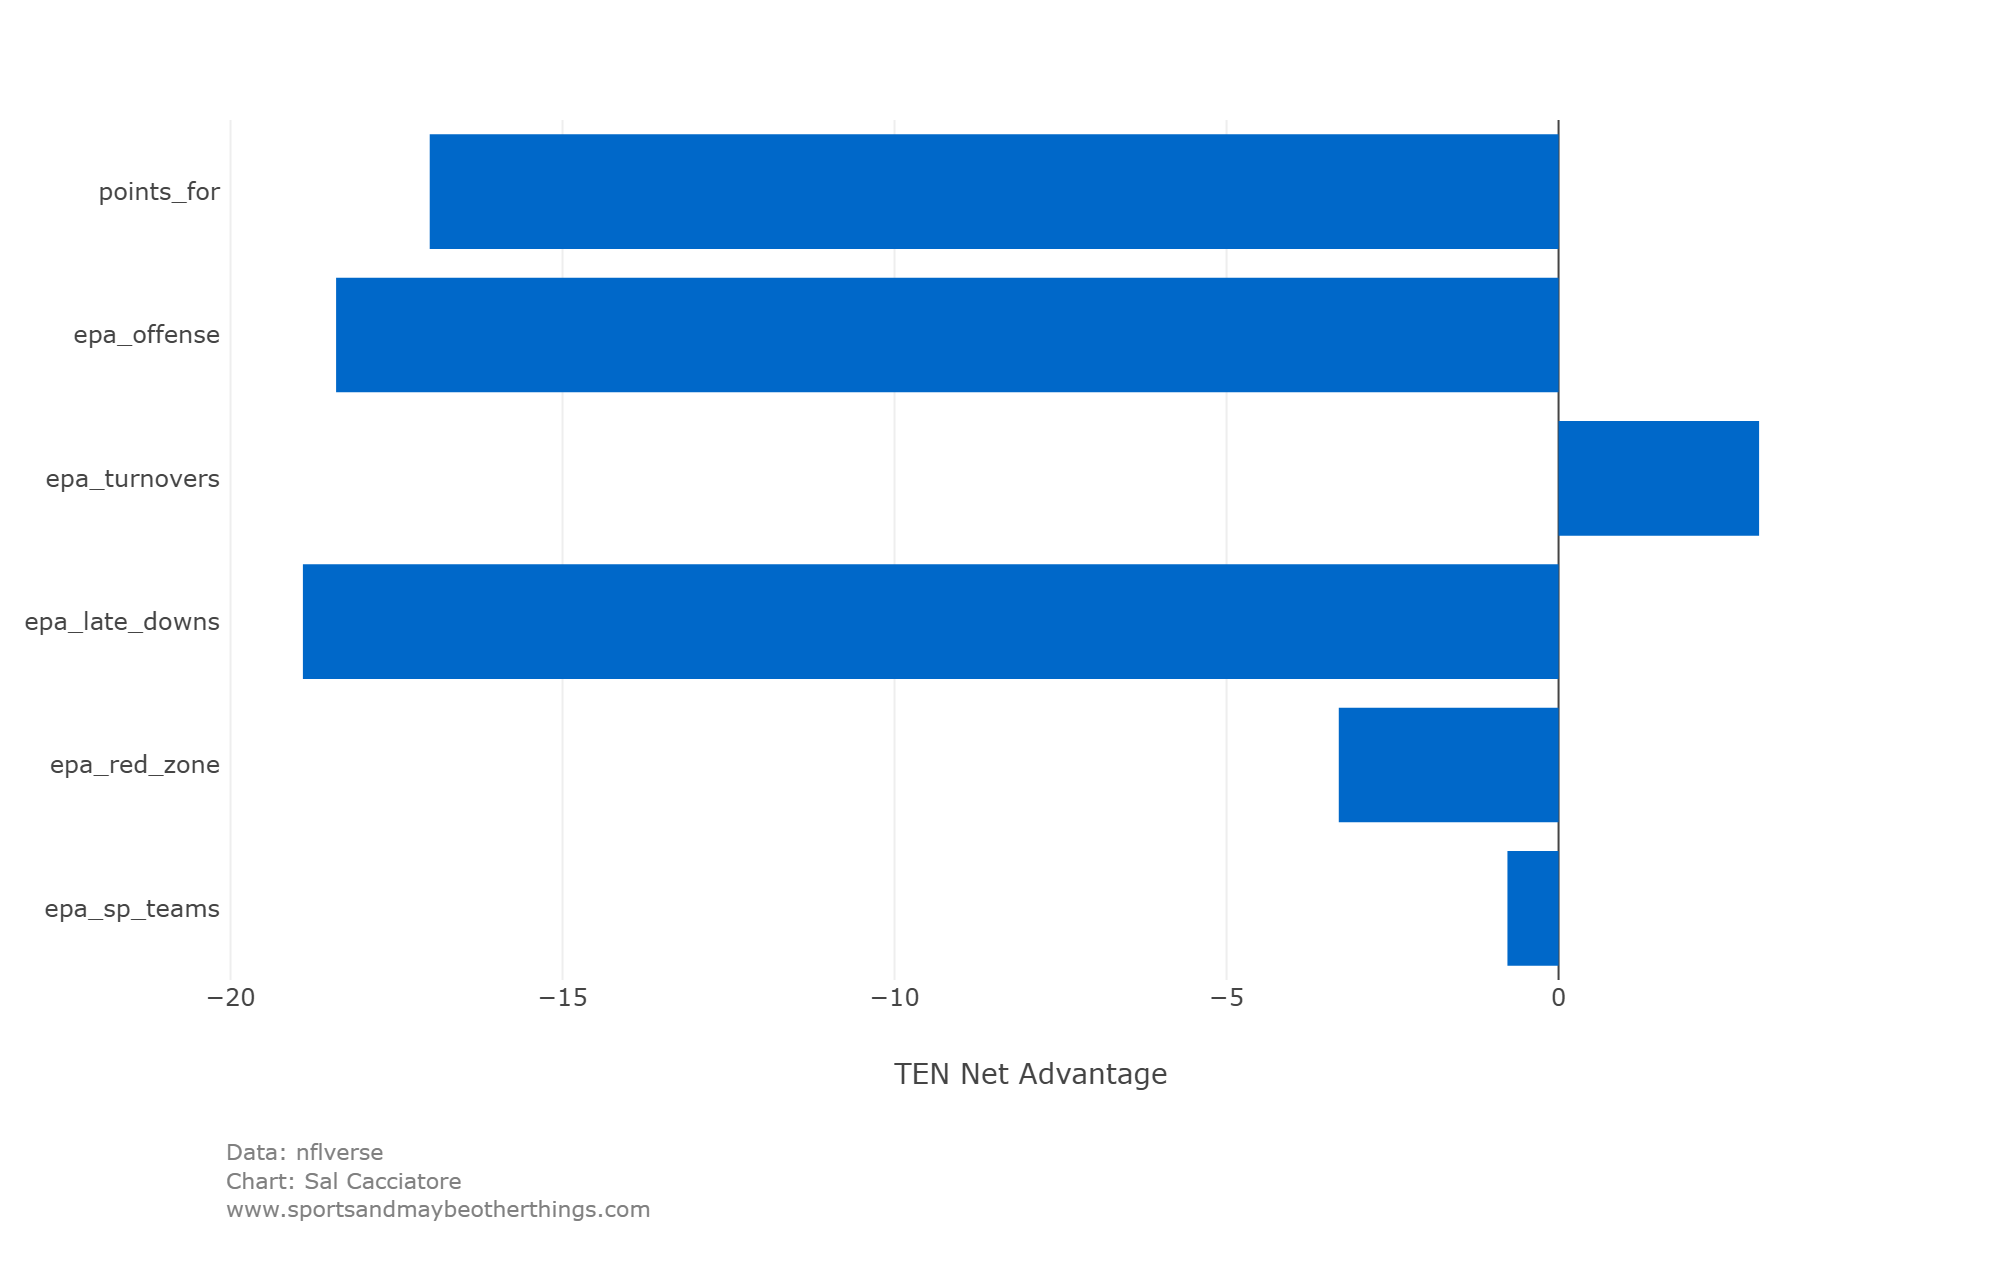 points_for
epa_offense
epa_turnovers
epa_late_downs
epa_red_zone
epa_sp_teams
−20 −15 −10 −5 0
TEN Net Advantage
Data: nflverse
Chart: Sal Cacciatore
www.sportsandmaybeotherthings.com